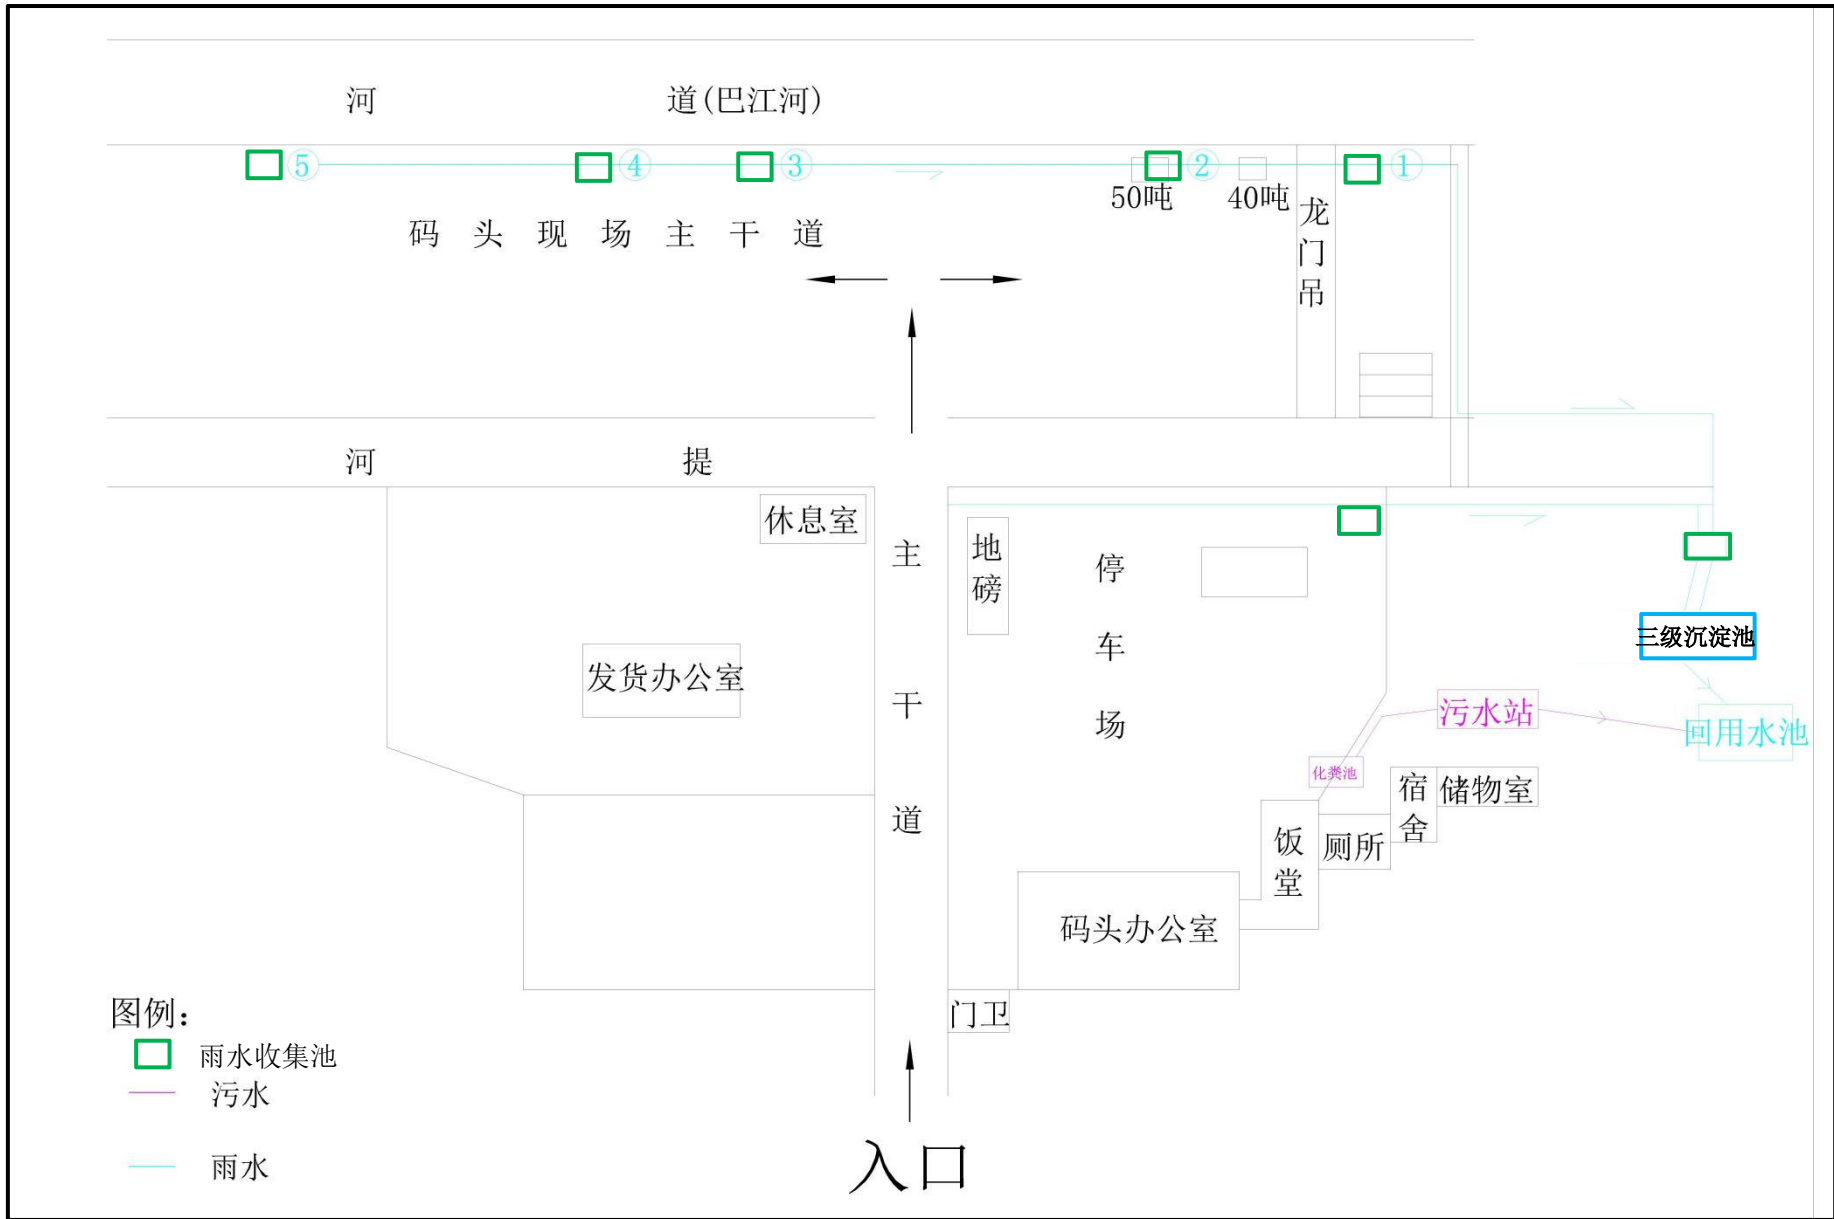 河 道(巴江河)
⑤ ④ ③ ② ①
50吨 40吨
龙门吊
码头现场主干道
河 提
休息室
主干道
地磅
停车场
发货办公室
三级沉淀池
污水站
回用水池
化粪池
宿舍
储物室
饭堂
厕所
码头办公室
门卫
图例：
雨水收集池
污水
雨水
入口